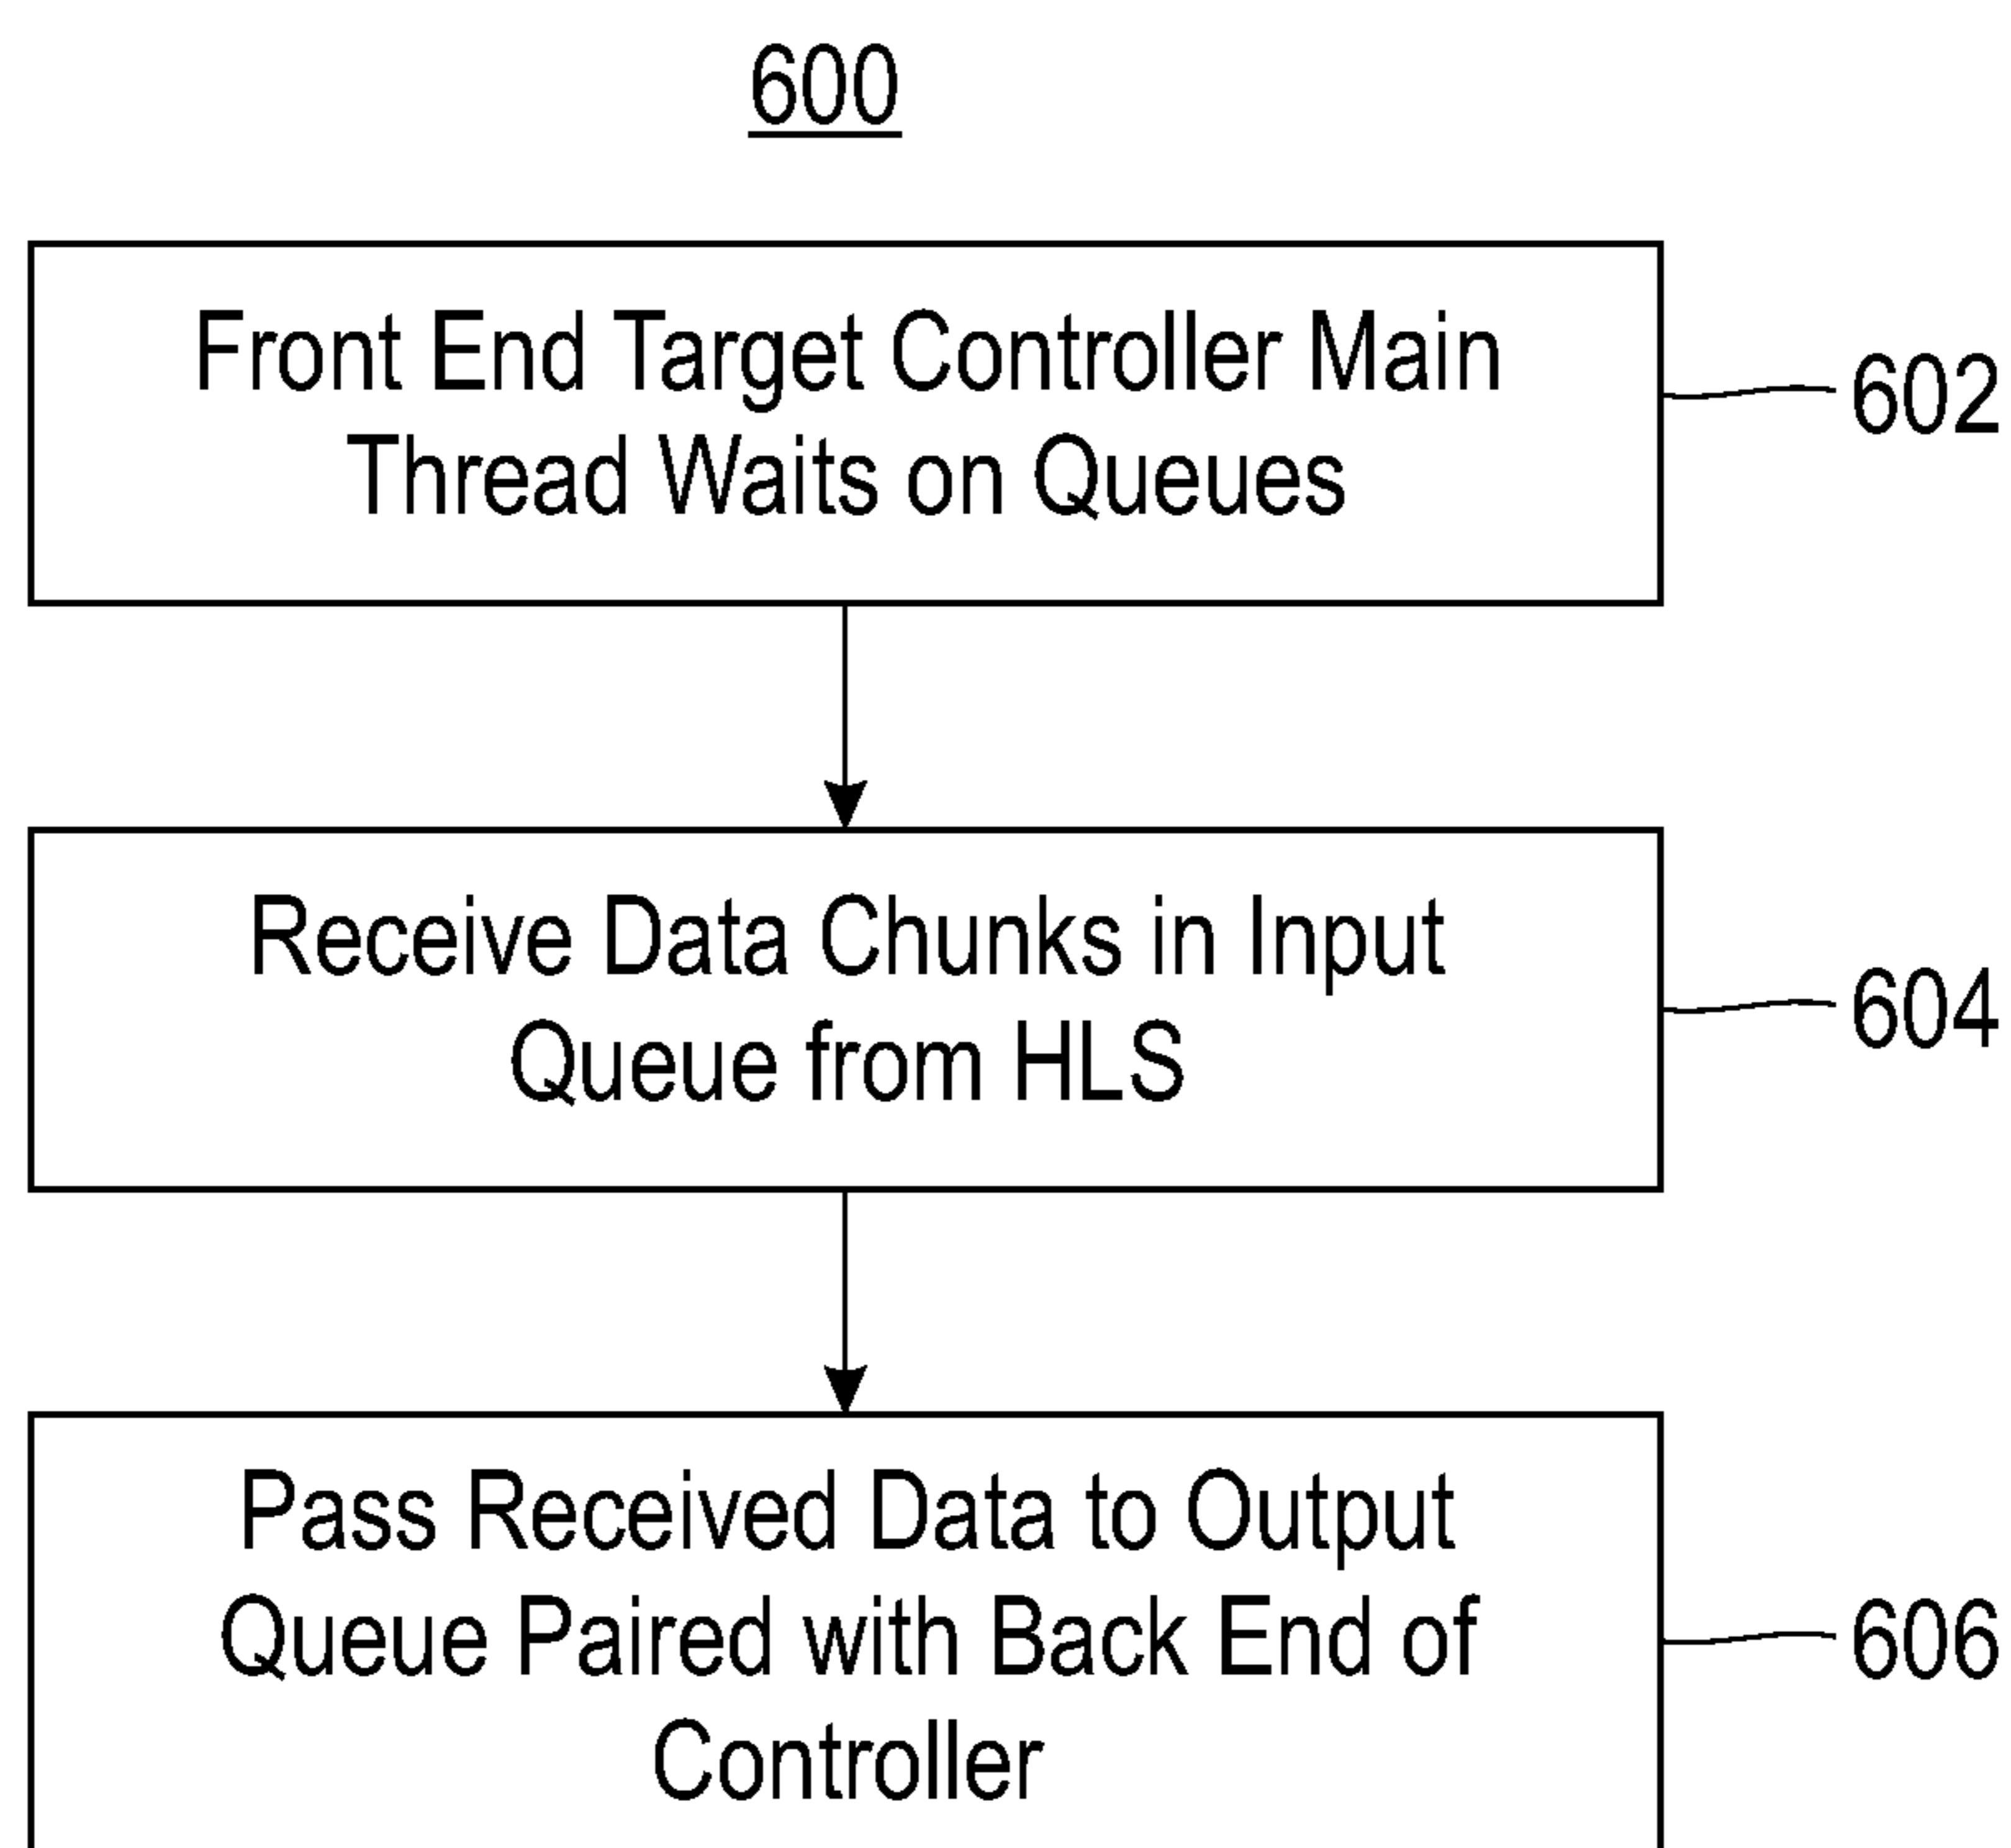 600
Front End Target Controller Main
Thread Waits on Queues
602
Receive Data Chunks in Input
Queue from HLS
604
Pass Received Data to Output
Queue Paired with Back End of
Controller
606